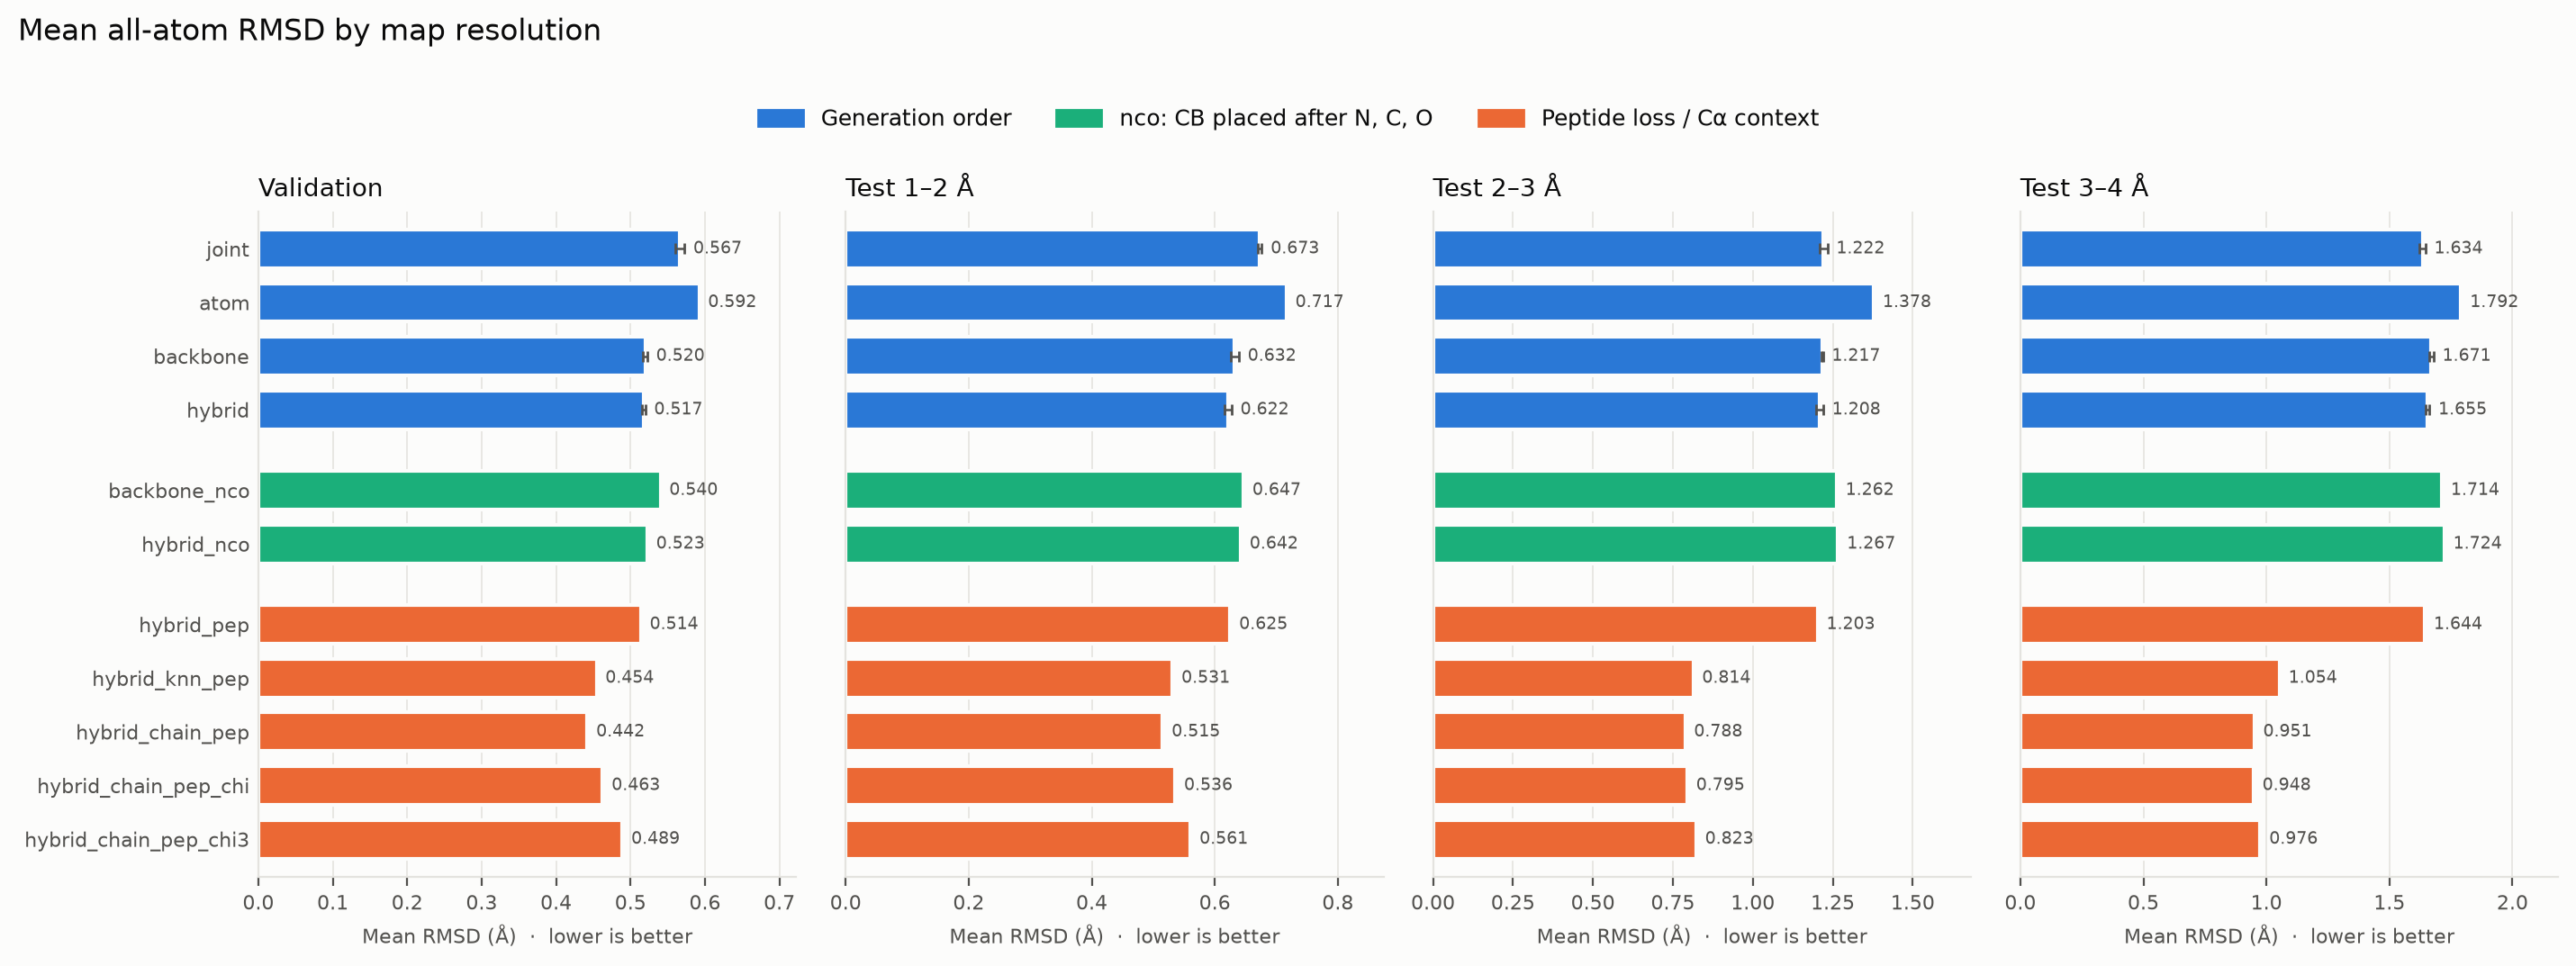 Mean all-atom RMSD by map resolution
Generation order
nco: CB placed after N, C, O
Peptide loss / Cα context
Validation
joint 0.567
atom 0.592
backbone 0.520
hybrid 0.517
backbone_nco 0.540
hybrid_nco 0.523
hybrid_pep 0.514
hybrid_knn_pep 0.454
hybrid_chain_pep 0.442
hybrid_chain_pep_chi 0.463
hybrid_chain_pep_chi3 0.489
0.0 0.1 0.2 0.3 0.4 0.5 0.6 0.7
Mean RMSD (Å) · lower is better
Test 1–2 Å
0.673
0.717
0.632
0.622
0.647
0.642
0.625
0.531
0.515
0.536
0.561
0.0 0.2 0.4 0.6 0.8
Mean RMSD (Å) · lower is better
Test 2–3 Å
1.222
1.378
1.217
1.208
1.262
1.267
1.203
0.814
0.788
0.795
0.823
0.00 0.25 0.50 0.75 1.00 1.25 1.50
Mean RMSD (Å) · lower is better
Test 3–4 Å
1.634
1.792
1.671
1.655
1.714
1.724
1.644
1.054
0.951
0.948
0.976
0.0 0.5 1.0 1.5 2.0
Mean RMSD (Å) · lower is better